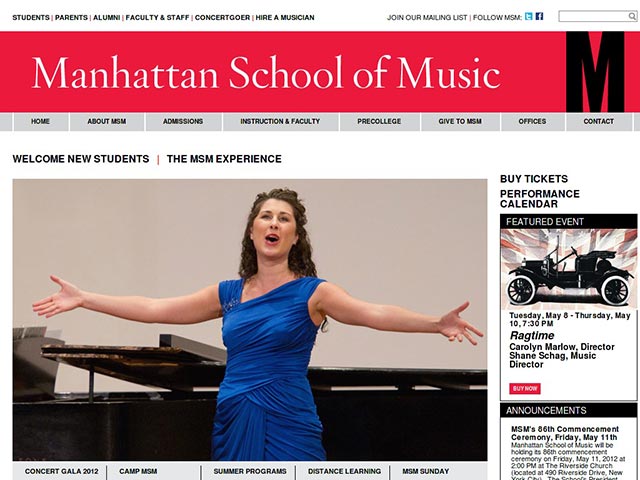 STUDENTS | PARENTS | ALUMNI | FACULTY & STAFF | CONCERTGOER | HIRE A MUSICIAN
JOIN OUR MAILING LIST | FOLLOW MSM:
Manhattan School of Music
M
HOME
ABOUT MSM
ADMISSIONS
INSTRUCTION & FACULTY
PRECOLLEGE
GIVE TO MSM
OFFICES
CONTACT
WELCOME NEW STUDENTS | THE MSM EXPERIENCE
BUY TICKETS
PERFORMANCE
CALENDAR
FEATURED EVENT
Tuesday, May 8 - Thursday, May
10, 7:30 PM
Ragtime
Carolyn Marlow, Director
Shane Schag, Music
Director
BUY NOW
ANNOUNCEMENTS
MSM's 86th Commencement
Ceremony, Friday, May 11th
Manhattan School of Music will be
holding its 86th commencement
ceremony on Friday, May 11, 2012 at
2:00 PM at The Riverside Church
(located at 490 Riverside Drive, New
York City). The School's President
CONCERT GALA 2012
CAMP MSM
SUMMER PROGRAMS
DISTANCE LEARNING
MSM SUNDAY